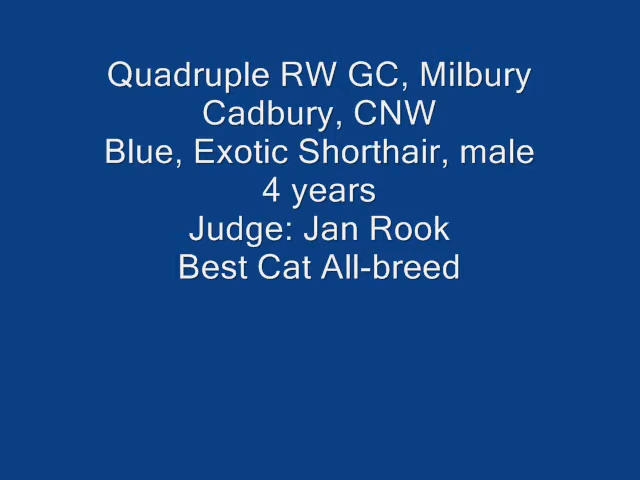 Quadruple RW GC, Milbury
Cadbury, CNW
Blue, Exotic Shorthair, male
4 years
Judge: Jan Rook
Best Cat All-breed